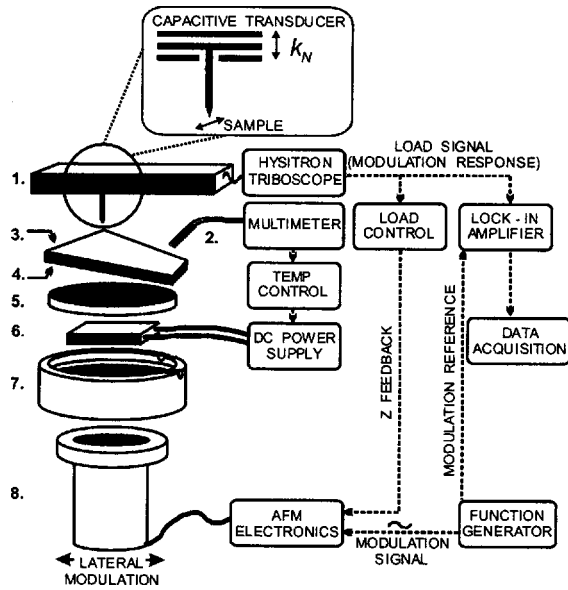 CAPACITIVE TRANSDUCER
kN
SAMPLE
1.
HYSITRON
TRIBOSCOPE
LOAD SIGNAL
(MODULATION RESPONSE)
3.
2.
MULTIMETER
LOAD
CONTROL
LOCK - IN
AMPLIFIER
4.
TEMP
CONTROL
5.
6.
DC POWER
SUPPLY
DATA
ACQUISITION
7.
Z FEEDBACK
MODULATION REFERENCE
8.
AFM
ELECTRONICS
MODULATION
SIGNAL
FUNCTION
GENERATOR
LATERAL
MODULATION